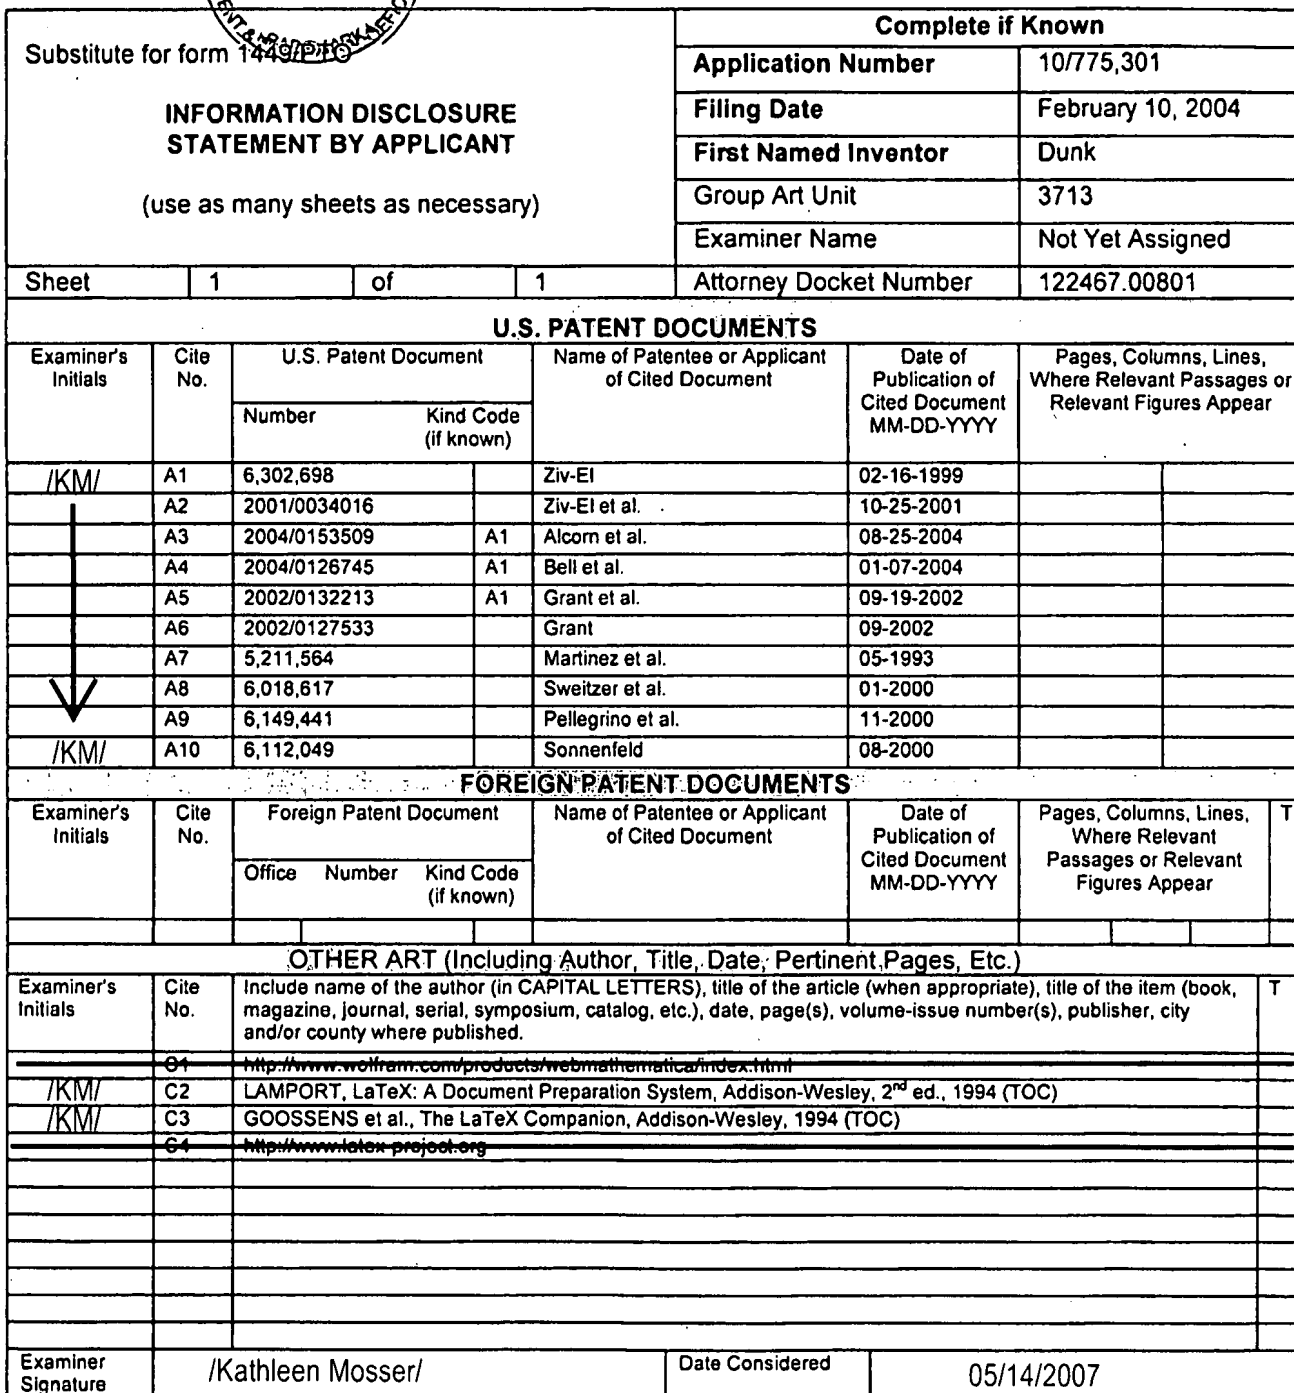 Substitute for form 1449/PTO
INFORMATION DISCLOSURE
STATEMENT BY APPLICANT
(use as many sheets as necessary)
Sheet 1 of 1
Complete if Known
Application Number 10/775,301
Filing Date February 10, 2004
First Named Inventor Dunk
Group Art Unit 3713
Examiner Name Not Yet Assigned
Attorney Docket Number 122467.00801
U.S. PATENT DOCUMENTS
Examiner's Initials Cite No. U.S. Patent Document Number Kind Code (if known) Name of Patentee or Applicant of Cited Document Date of Publication of Cited Document MM-DD-YYYY Pages, Columns, Lines, Where Relevant Passages or Relevant Figures Appear
/KM/ A1 6,302,698 Ziv-El 02-16-1999
A2 2001/0034016 Ziv-El et al. 10-25-2001
A3 2004/0153509 A1 Alcorn et al. 08-25-2004
A4 2004/0126745 A1 Bell et al. 01-07-2004
A5 2002/0132213 A1 Grant et al. 09-19-2002
A6 2002/0127533 Grant 09-2002
A7 5,211,564 Martinez et al. 05-1993
A8 6,018,617 Sweitzer et al. 01-2000
A9 6,149,441 Pellegrino et al. 11-2000
/KM/ A10 6,112,049 Sonnenfeld 08-2000
FOREIGN PATENT DOCUMENTS
Examiner's Initials Cite No. Foreign Patent Document Office Number Kind Code (if known) Name of Patentee or Applicant of Cited Document Date of Publication of Cited Document MM-DD-YYYY Pages, Columns, Lines, Where Relevant Passages or Relevant Figures Appear T
OTHER ART (Including Author, Title, Date, Pertinent Pages, Etc.)
Examiner's Initials Cite No. Include name of the author (in CAPITAL LETTERS), title of the article (when appropriate), title of the item (book, magazine, journal, serial, symposium, catalog, etc.), date, page(s), volume-issue number(s), publisher, city and/or county where published. T
C1 http://www.wolfram.com/products/webmathematica/index.html
/KM/ C2 LAMPORT, LaTeX: A Document Preparation System, Addison-Wesley, 2nd ed., 1994 (TOC)
/KM/ C3 GOOSSENS et al., The LaTeX Companion, Addison-Wesley, 1994 (TOC)
C4 http://www.latex-project.org
Examiner Signature /Kathleen Mosser/ Date Considered 05/14/2007